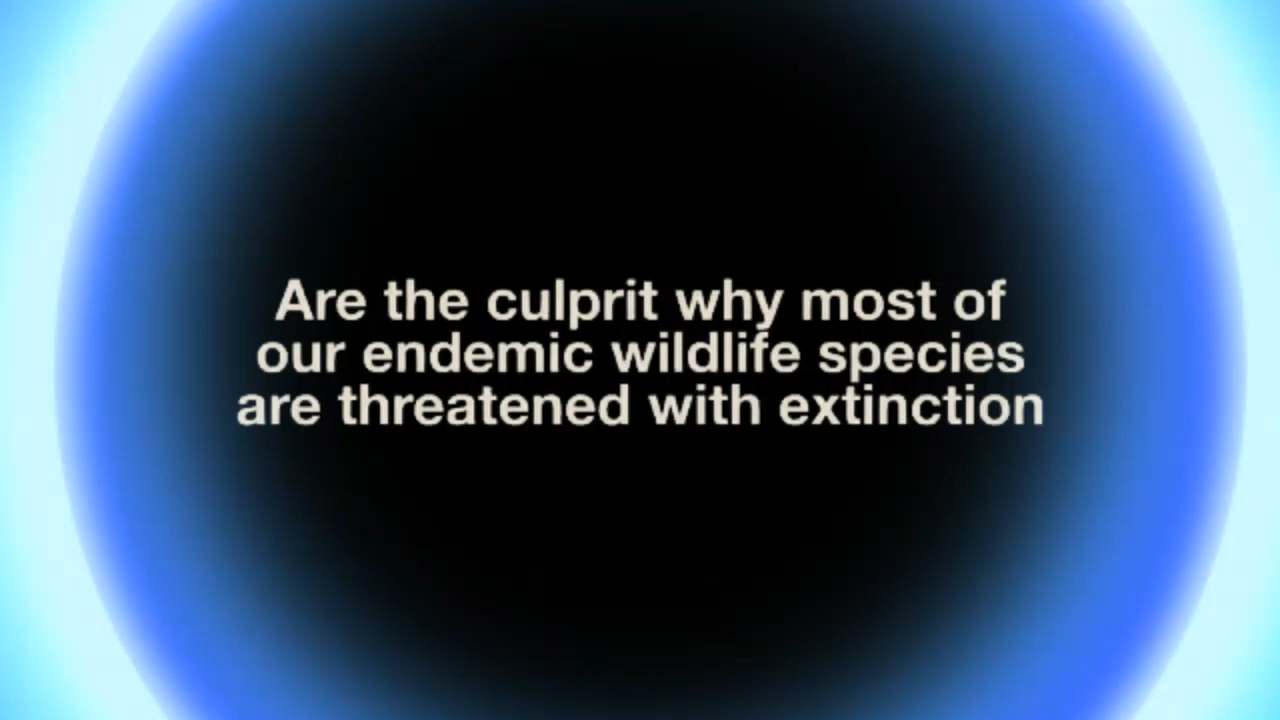 Are the culprit why most of
our endemic wildlife species
are threatened with extinction